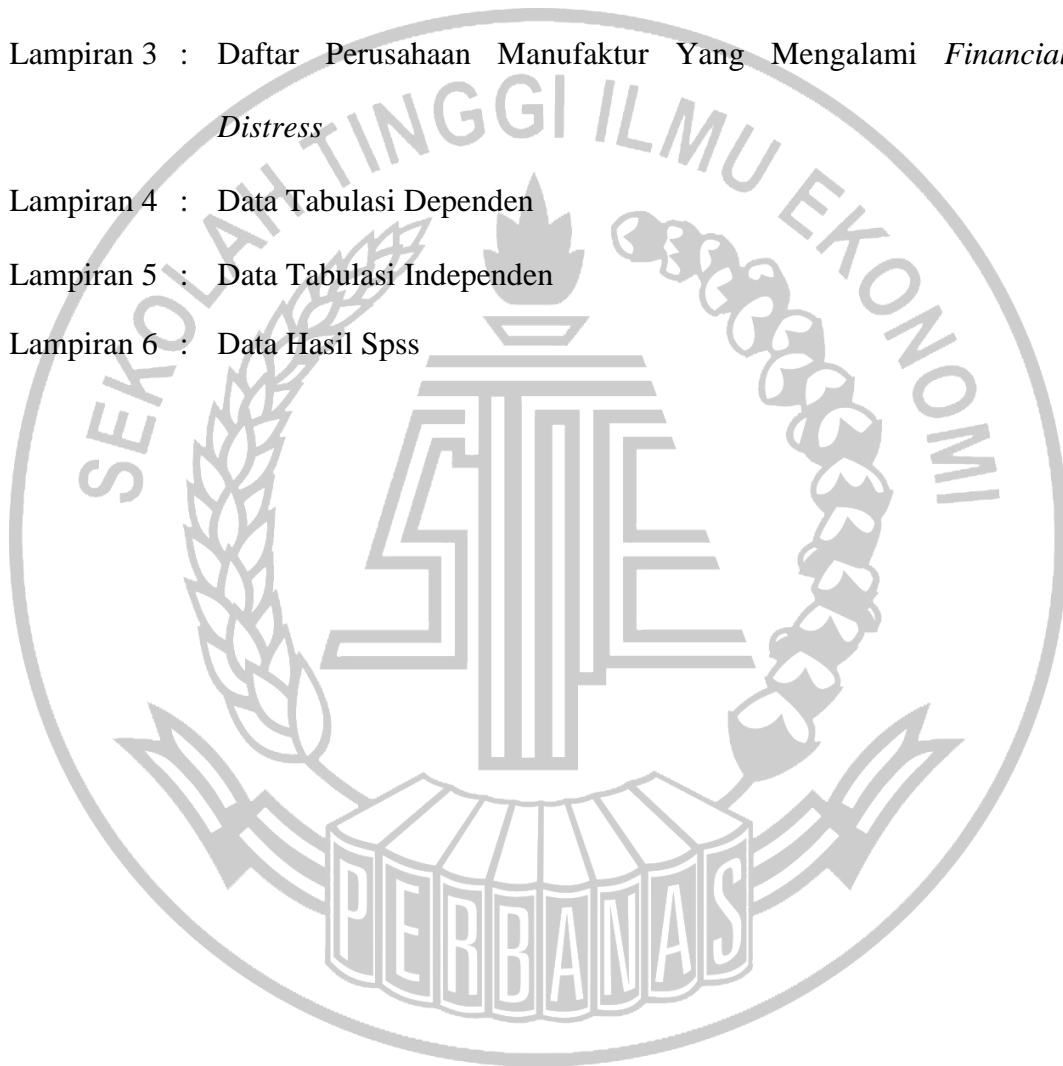 Lampiran 3 : Daftar Perusahaan Manufaktur Yang Mengalami Financial
Distress
Lampiran 4 : Data Tabulasi Dependen
Lampiran 5 : Data Tabulasi Independen
Lampiran 6 : Data Hasil Spss
SEKOLAH TINGGI ILMU EKONOMI
STIE
PERBANAS